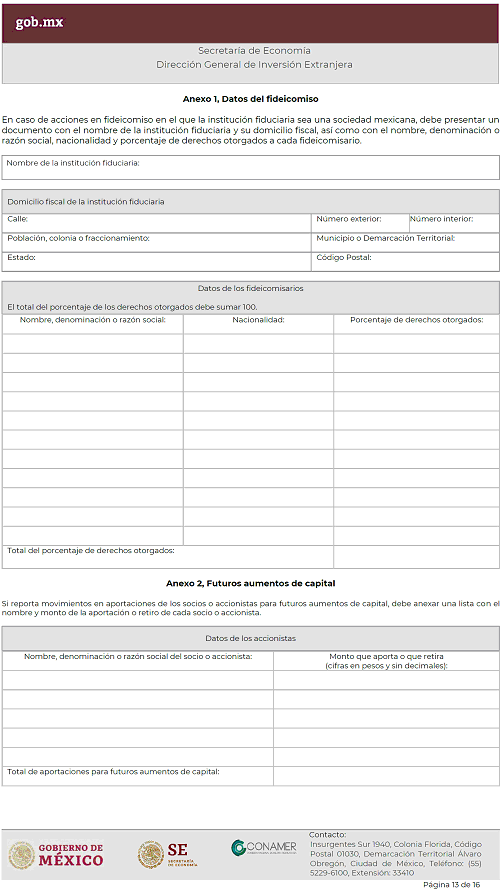 gob.mx
Secretaría de Economía
Dirección General de Inversión Extranjera
Anexo 1, Datos del fideicomiso
En caso de acciones en fideicomiso en el que la institución fiduciaria sea una sociedad mexicana, debe presentar un
documento con el nombre de la institución fiduciaria y su domicilio fiscal, así como con el nombre, denominación o
razón social, nacionalidad y porcentaje de derechos otorgados a cada fideicomisario.
Nombre de la institución fiduciaria:
Domicilio fiscal de la institución fiduciaria
Calle: Número exterior: Número interior:
Población, colonia o fraccionamiento: Municipio o Demarcación Territorial:
Estado: Código Postal:
Datos de los fideicomisarios
El total del porcentaje de los derechos otorgados debe sumar 100.
Nombre, denominación o razón social: Nacionalidad: Porcentaje de derechos otorgados:
Total del porcentaje de derechos otorgados:
Anexo 2, Futuros aumentos de capital
Si reporta movimientos en aportaciones de los socios o accionistas para futuros aumentos de capital, debe anexar una lista con el
nombre y monto de la aportación o retiro de cada socio o accionista.
Datos de los accionistas
Nombre, denominación o razón social del socio o accionista: Monto que aporta o que retira
(cifras en pesos y sin decimales):
Total de aportaciones para futuros aumentos de capital:
GOBIERNO DE
MÉXICO
SE
SECRETARÍA
DE ECONOMÍA
CONAMER
Contacto:
Insurgentes Sur 1940, Colonia Florida, Código
Postal 01030, Demarcación Territorial Álvaro
Obregón, Ciudad de México, Teléfono: (55)
5229-6100, Extensión: 33410
Página 13 de 16